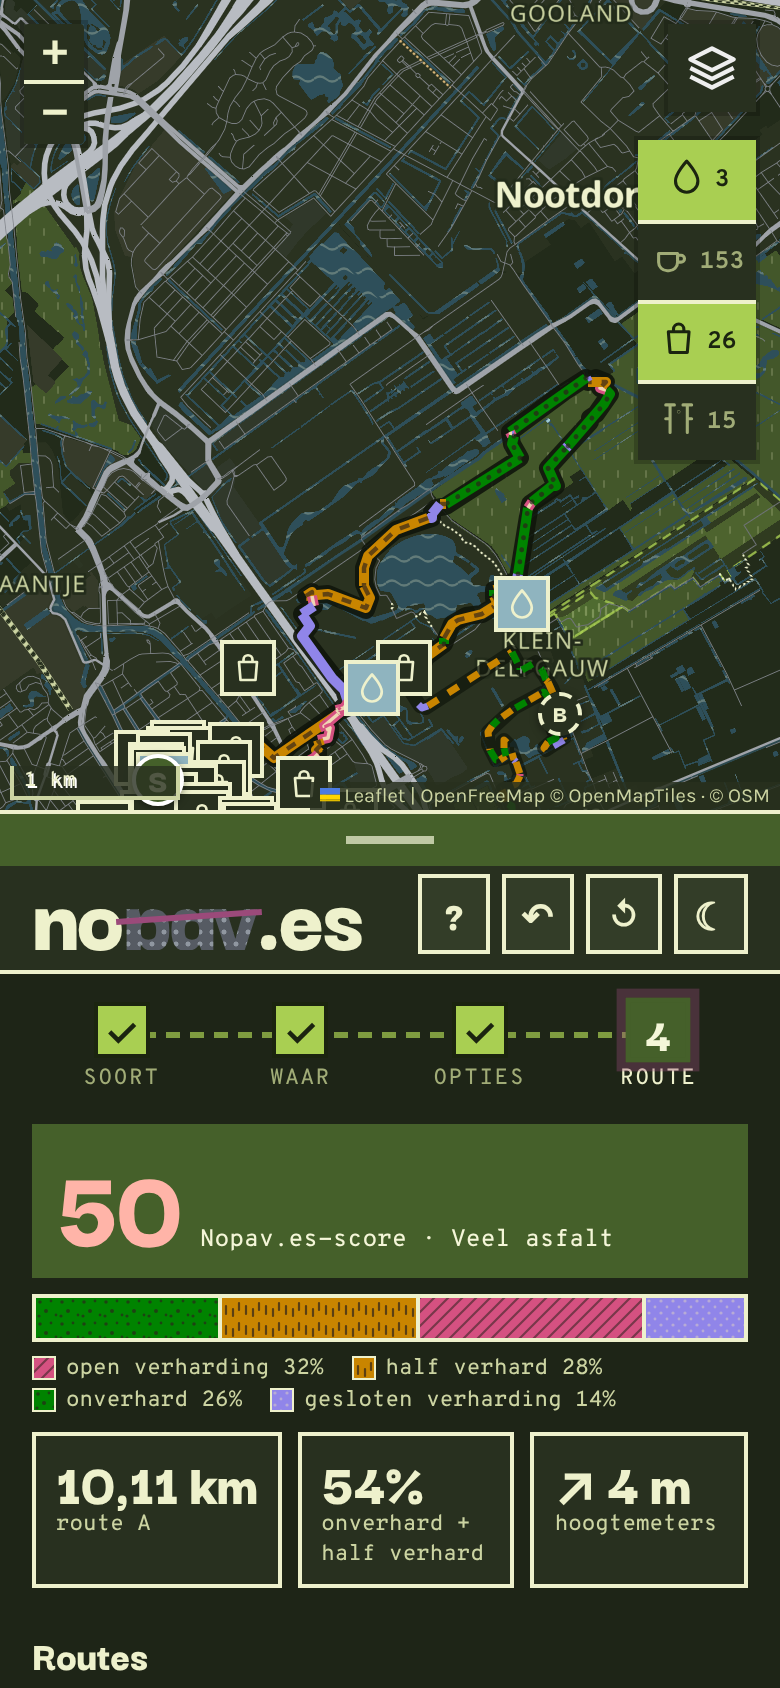 GOOLAND
+
−
3
Nootdor
153
26
15
AANTJE
KLEIN-
DELFGAUW
B
1 km
S
Leaflet | OpenFreeMap © OpenMapTiles · © OSM
nopav.es
?
4
SOORT
WAAR
OPTIES
ROUTE
50
Nopav.es-score · Veel asfalt
open verharding 32%
half verhard 28%
onverhard 26%
gesloten verharding 14%
10,11 km
route A
54%
onverhard +
half verhard
↗ 4 m
hoogtemeters
Routes